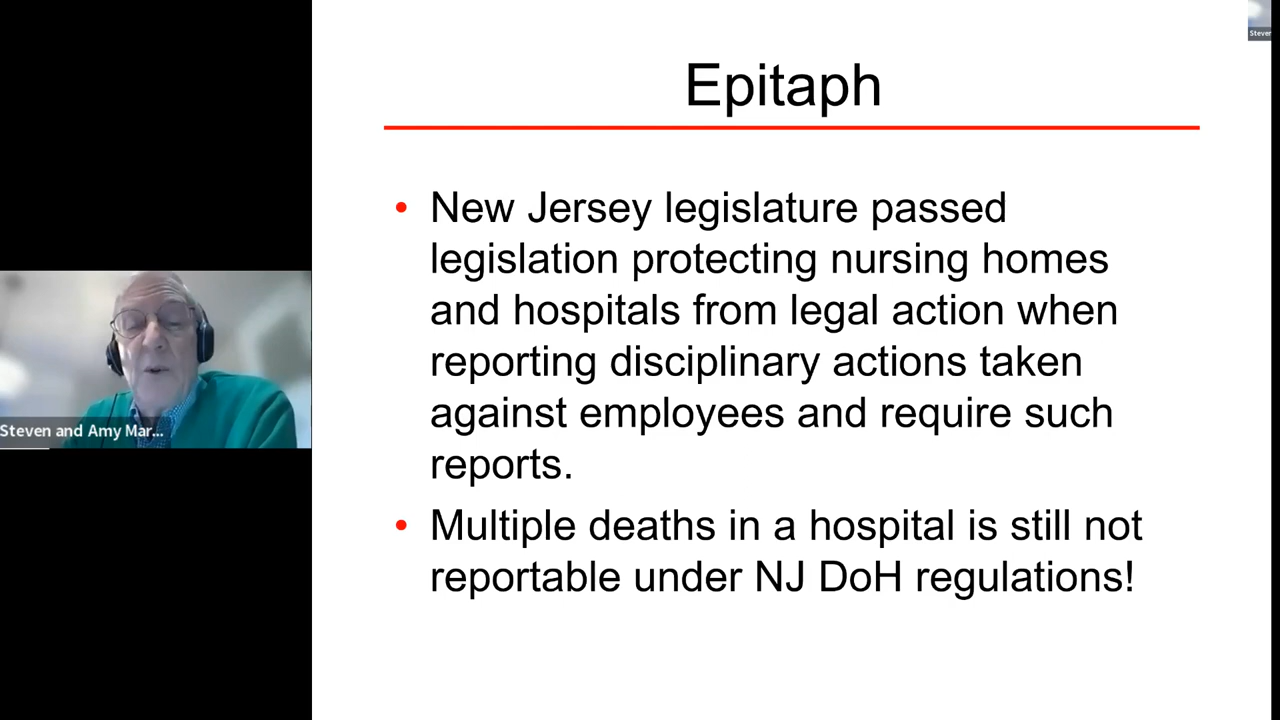 Steven
Epitaph
• New Jersey legislature passed
legislation protecting nursing homes
and hospitals from legal action when
reporting disciplinary actions taken
against employees and require such
reports.
• Multiple deaths in a hospital is still not
reportable under NJ DoH regulations!
Steven and Amy Mar...